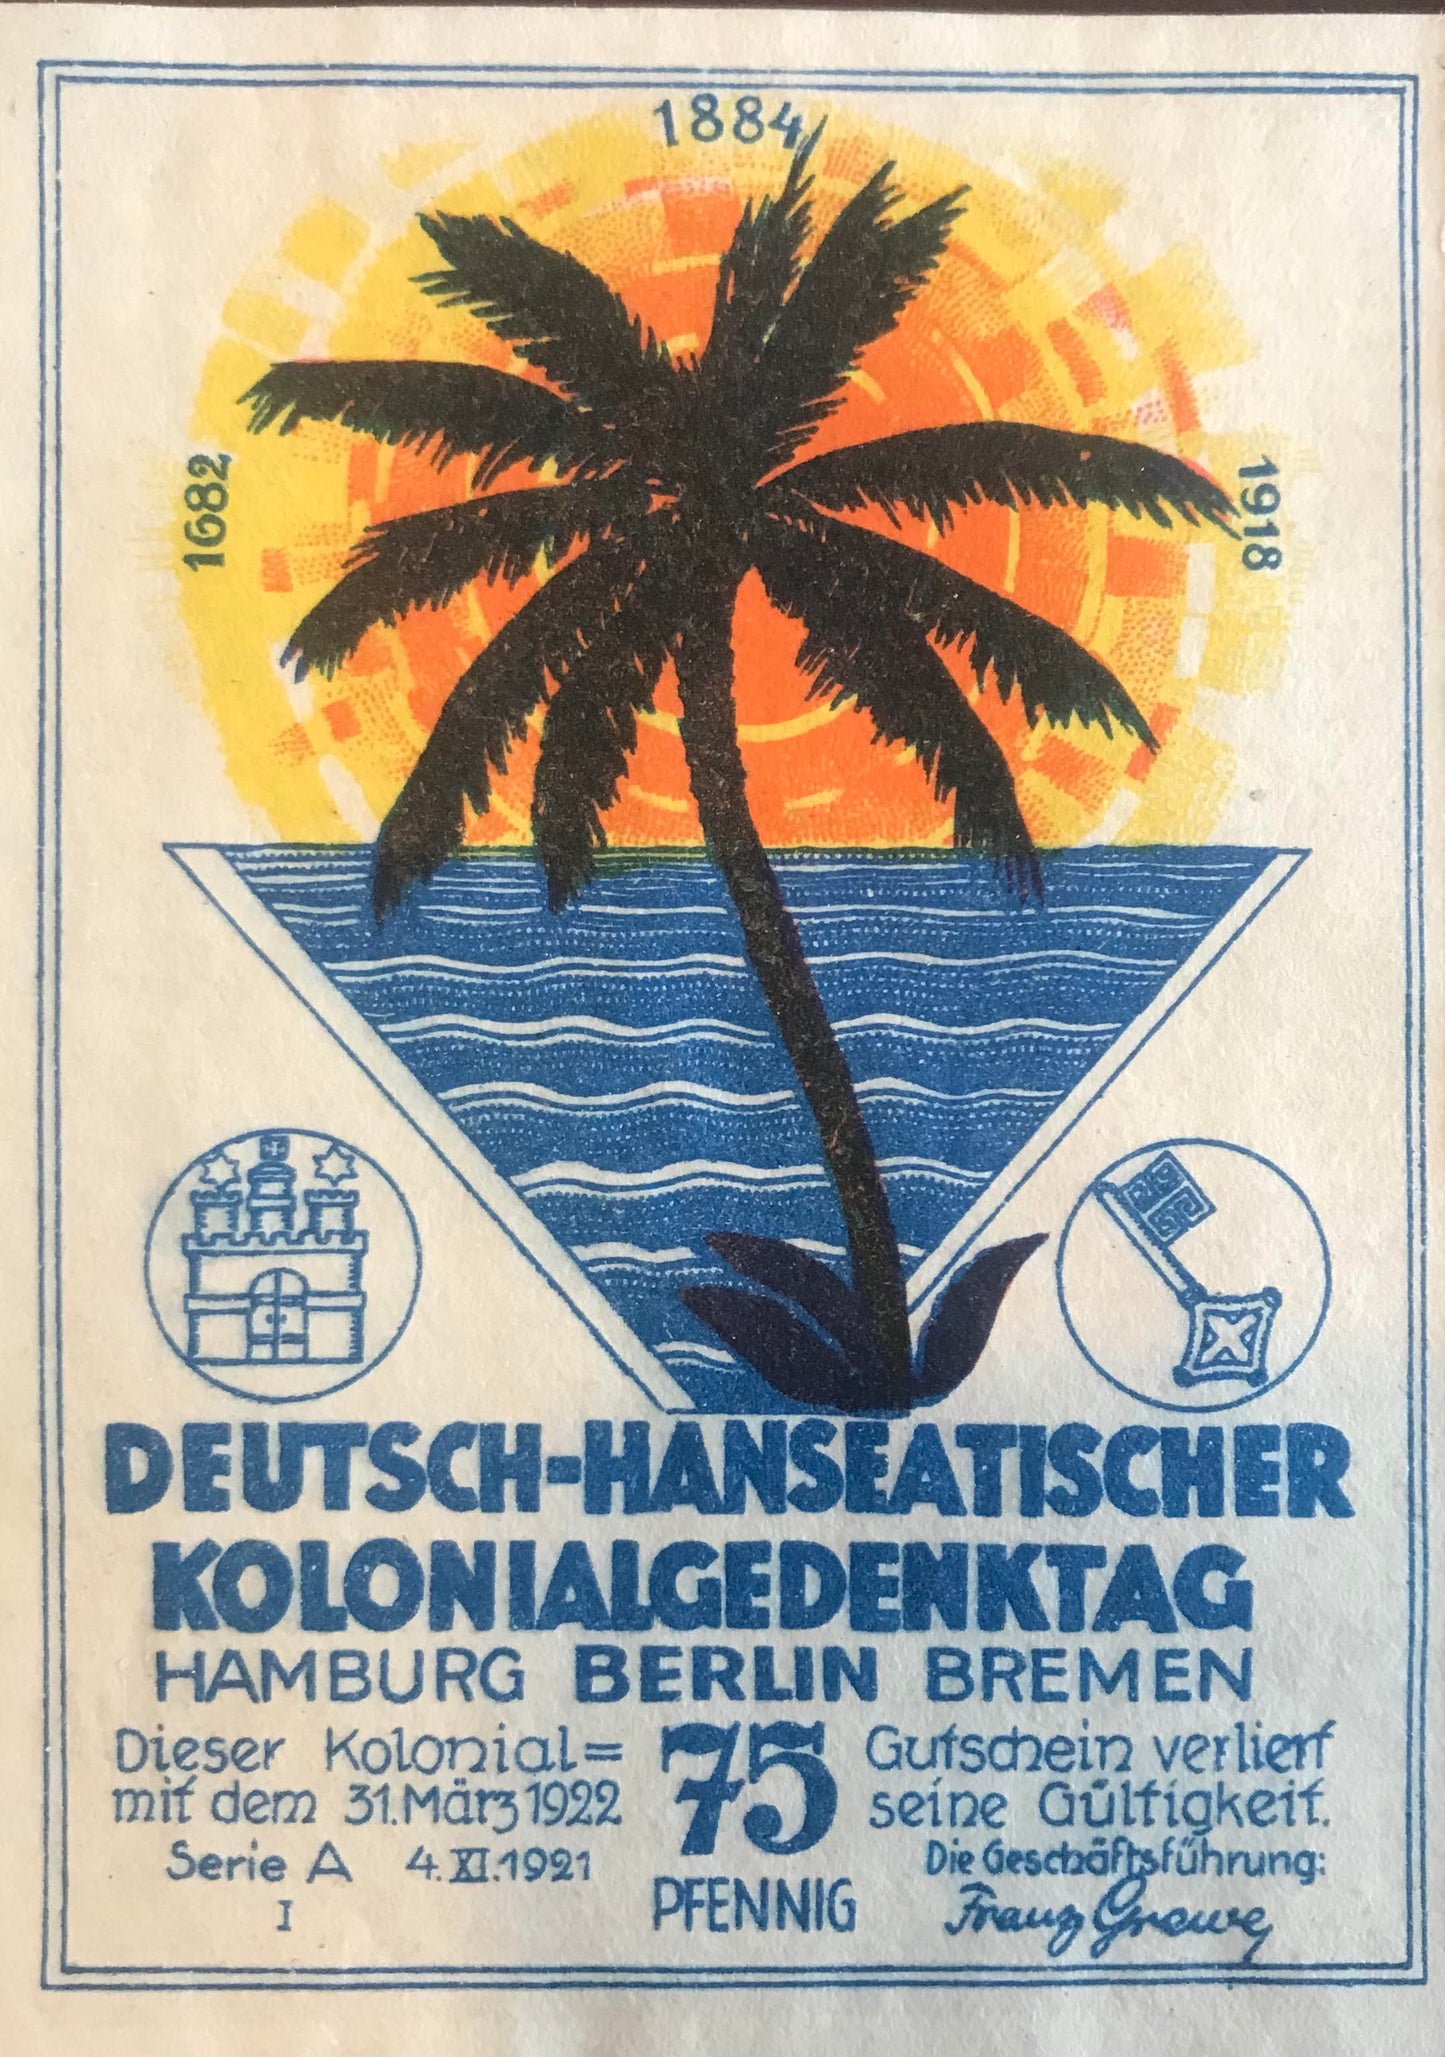 1884
1682
1918
DEUTSCH-HANSEATISCHER
KOLONIALGEDENKTAG
HAMBURG BERLIN BREMEN
Dieser Kolonial= 75 Gutschein verliert
mit dem 31. März 1922 seine Gültigkeit.
Serie A 4.XI.1921 Die Geschäftsführung:
I PFENNIG Franz Grewe